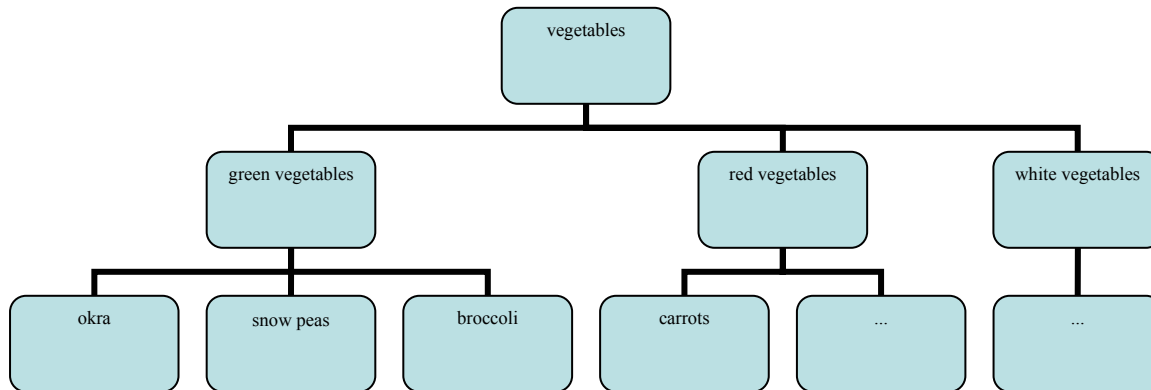 vegetables
green vegetables
red vegetables
white vegetables
okra
snow peas
broccoli
carrots
...
...